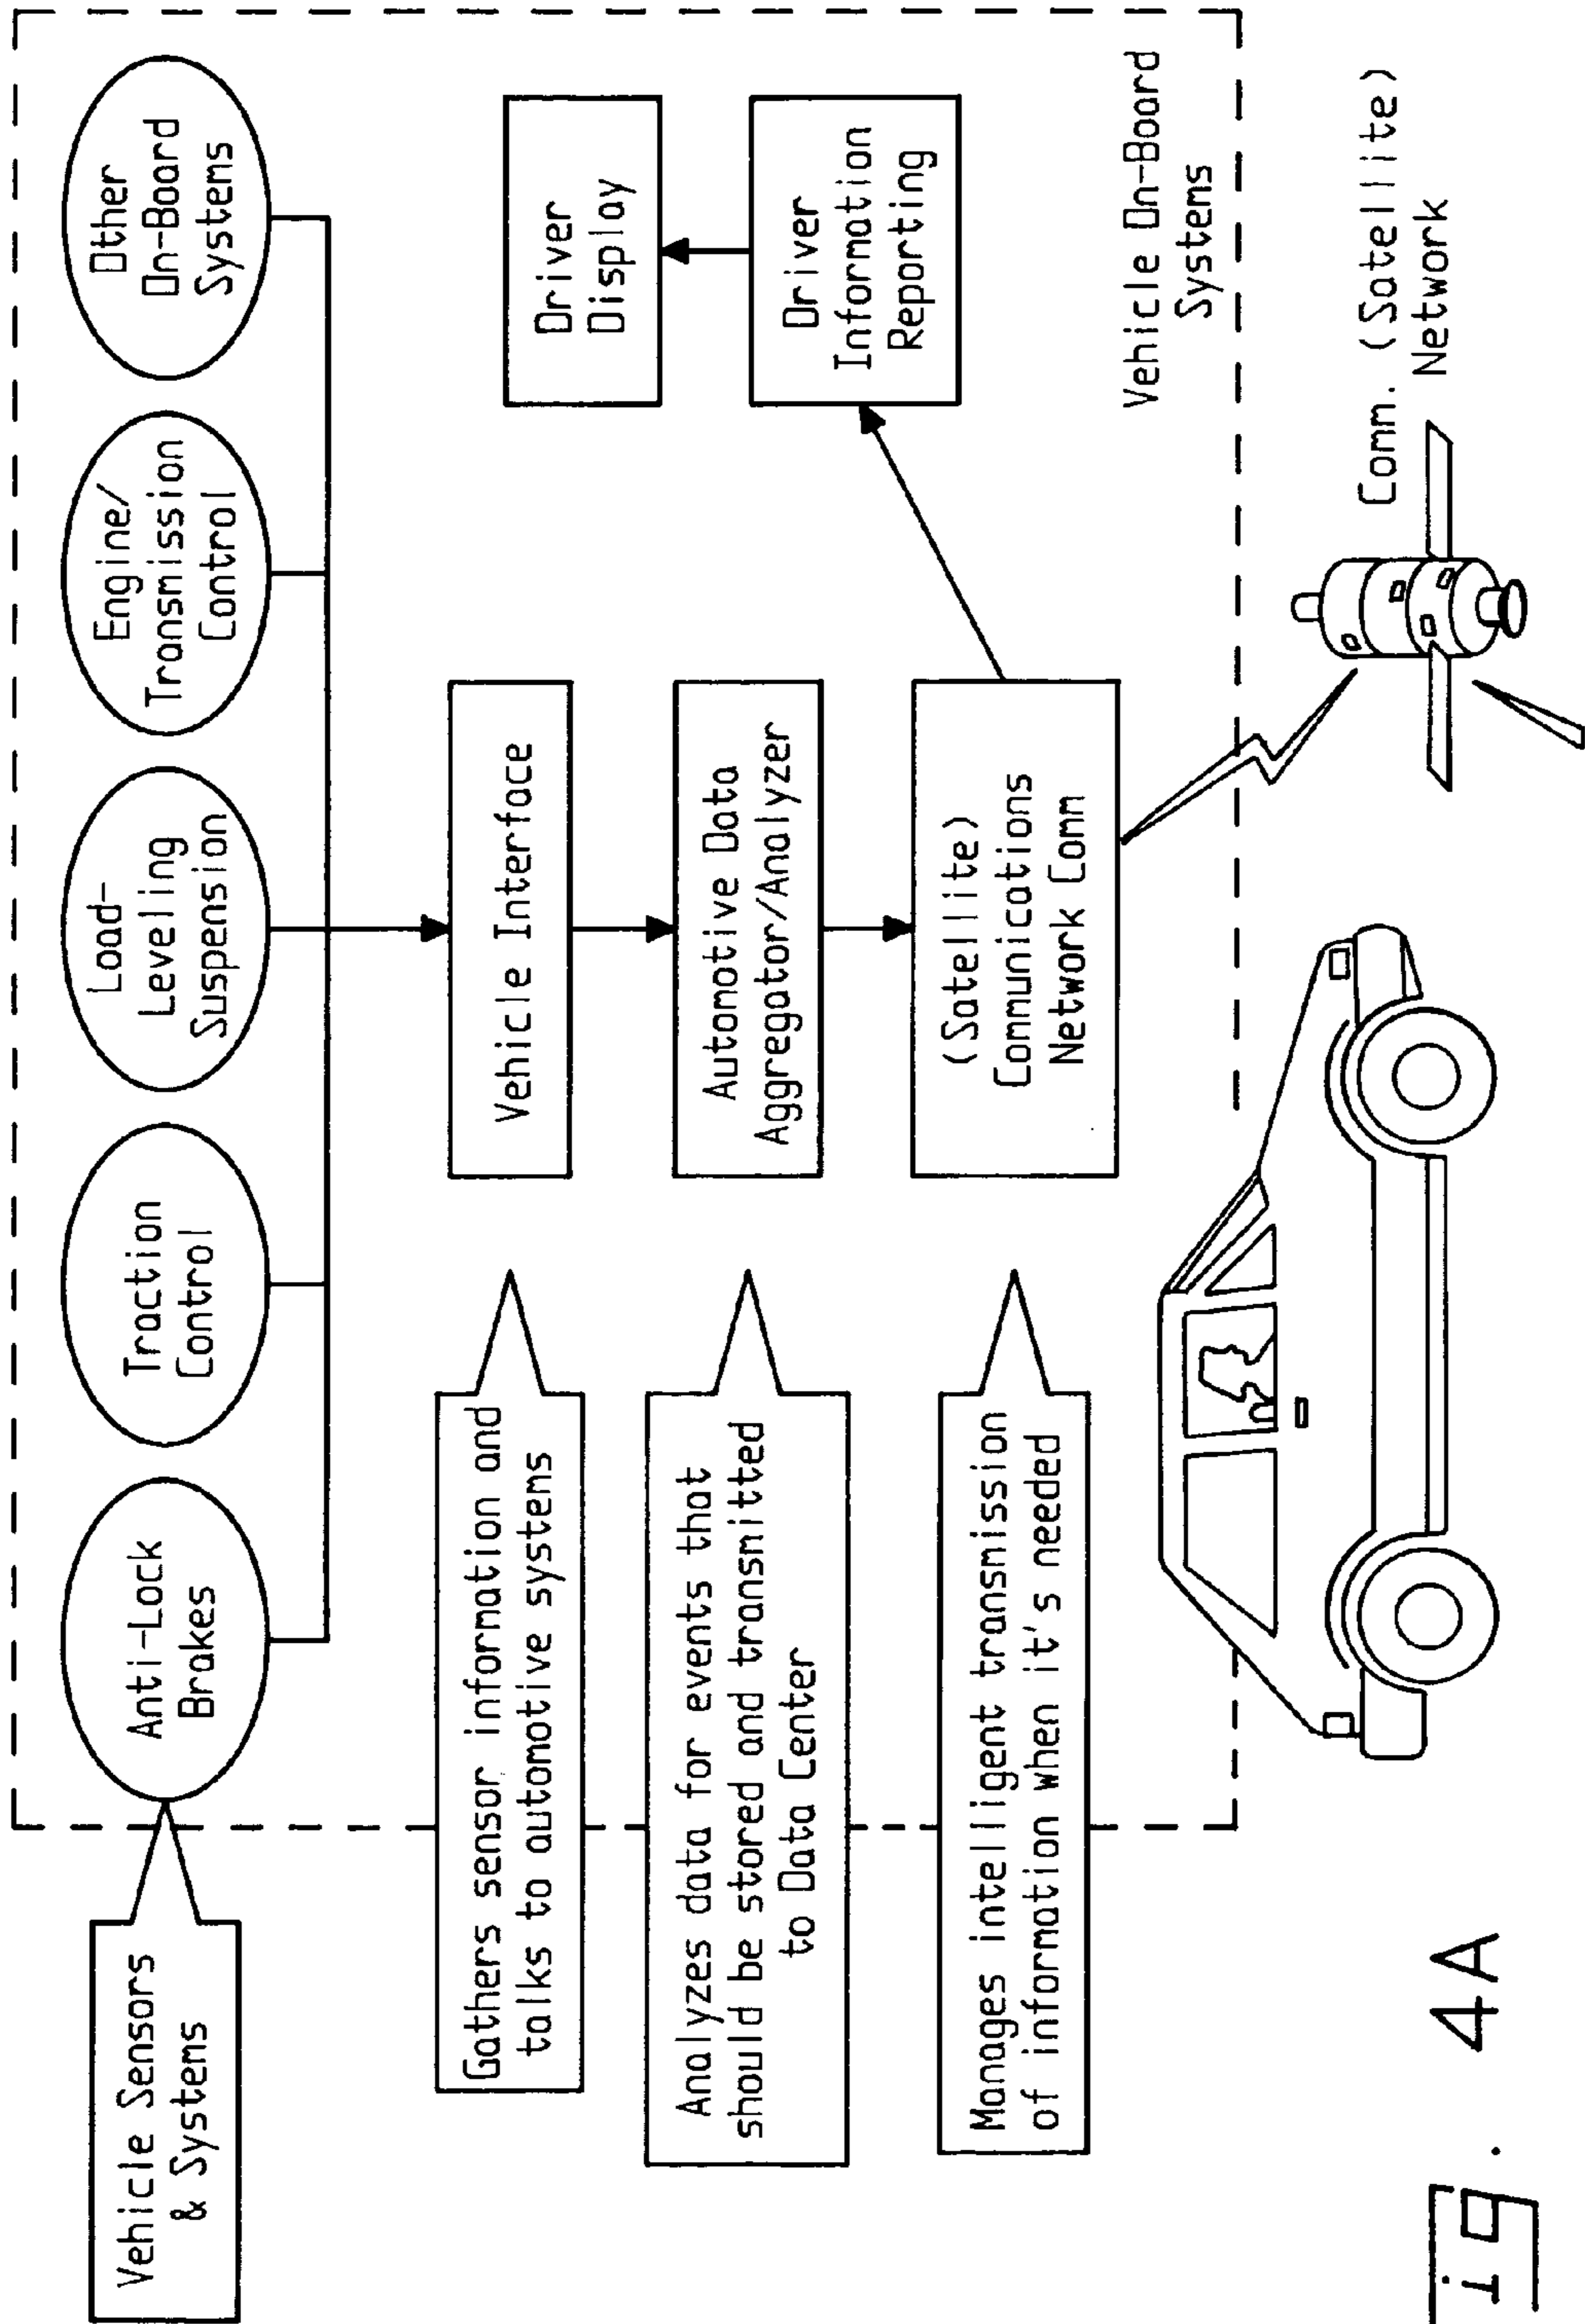 Vehicle Sensors
& Systems
Anti-Lock
Brakes
Traction
Control
Load-
Leveling
Suspension
Engine/
Transmission
Control
Other
On-Board
Systems
Gathers sensor information and
talks to automotive systems
Vehicle Interface
Analyzes data for events that
should be stored and transmitted
to Data Center
Automotive Data
Aggregator/Analyzer
Manages intelligent transmission
of information when it's needed
(Satellite)
Communications
Network Comm
Driver
Display
Driver
Information
Reporting
Vehicle On-Board
Systems
Comm. (Satellite)
Network
Fig. 4A